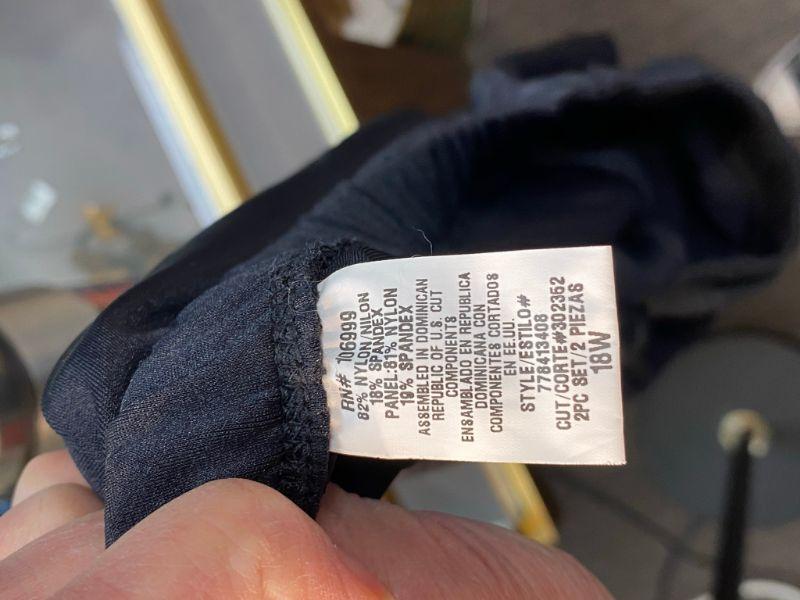 RN# 106999
82% NYLON/NILON
18% SPANDEX
PANEL:81% NYLON
19% SPANDEX
ASSEMBLED IN DOMINICAN
REPUBLIC OF U.S. CUT
COMPONENTS
ENSAMBLADO EN REPUBLICA
DOMINICANA CON
COMPONENTES CORTADOS
EN EE.UU.
STYLE/ESTILO#
778413408
CUT/CORTE#302362
2PC SET/2 PIEZAS
18W